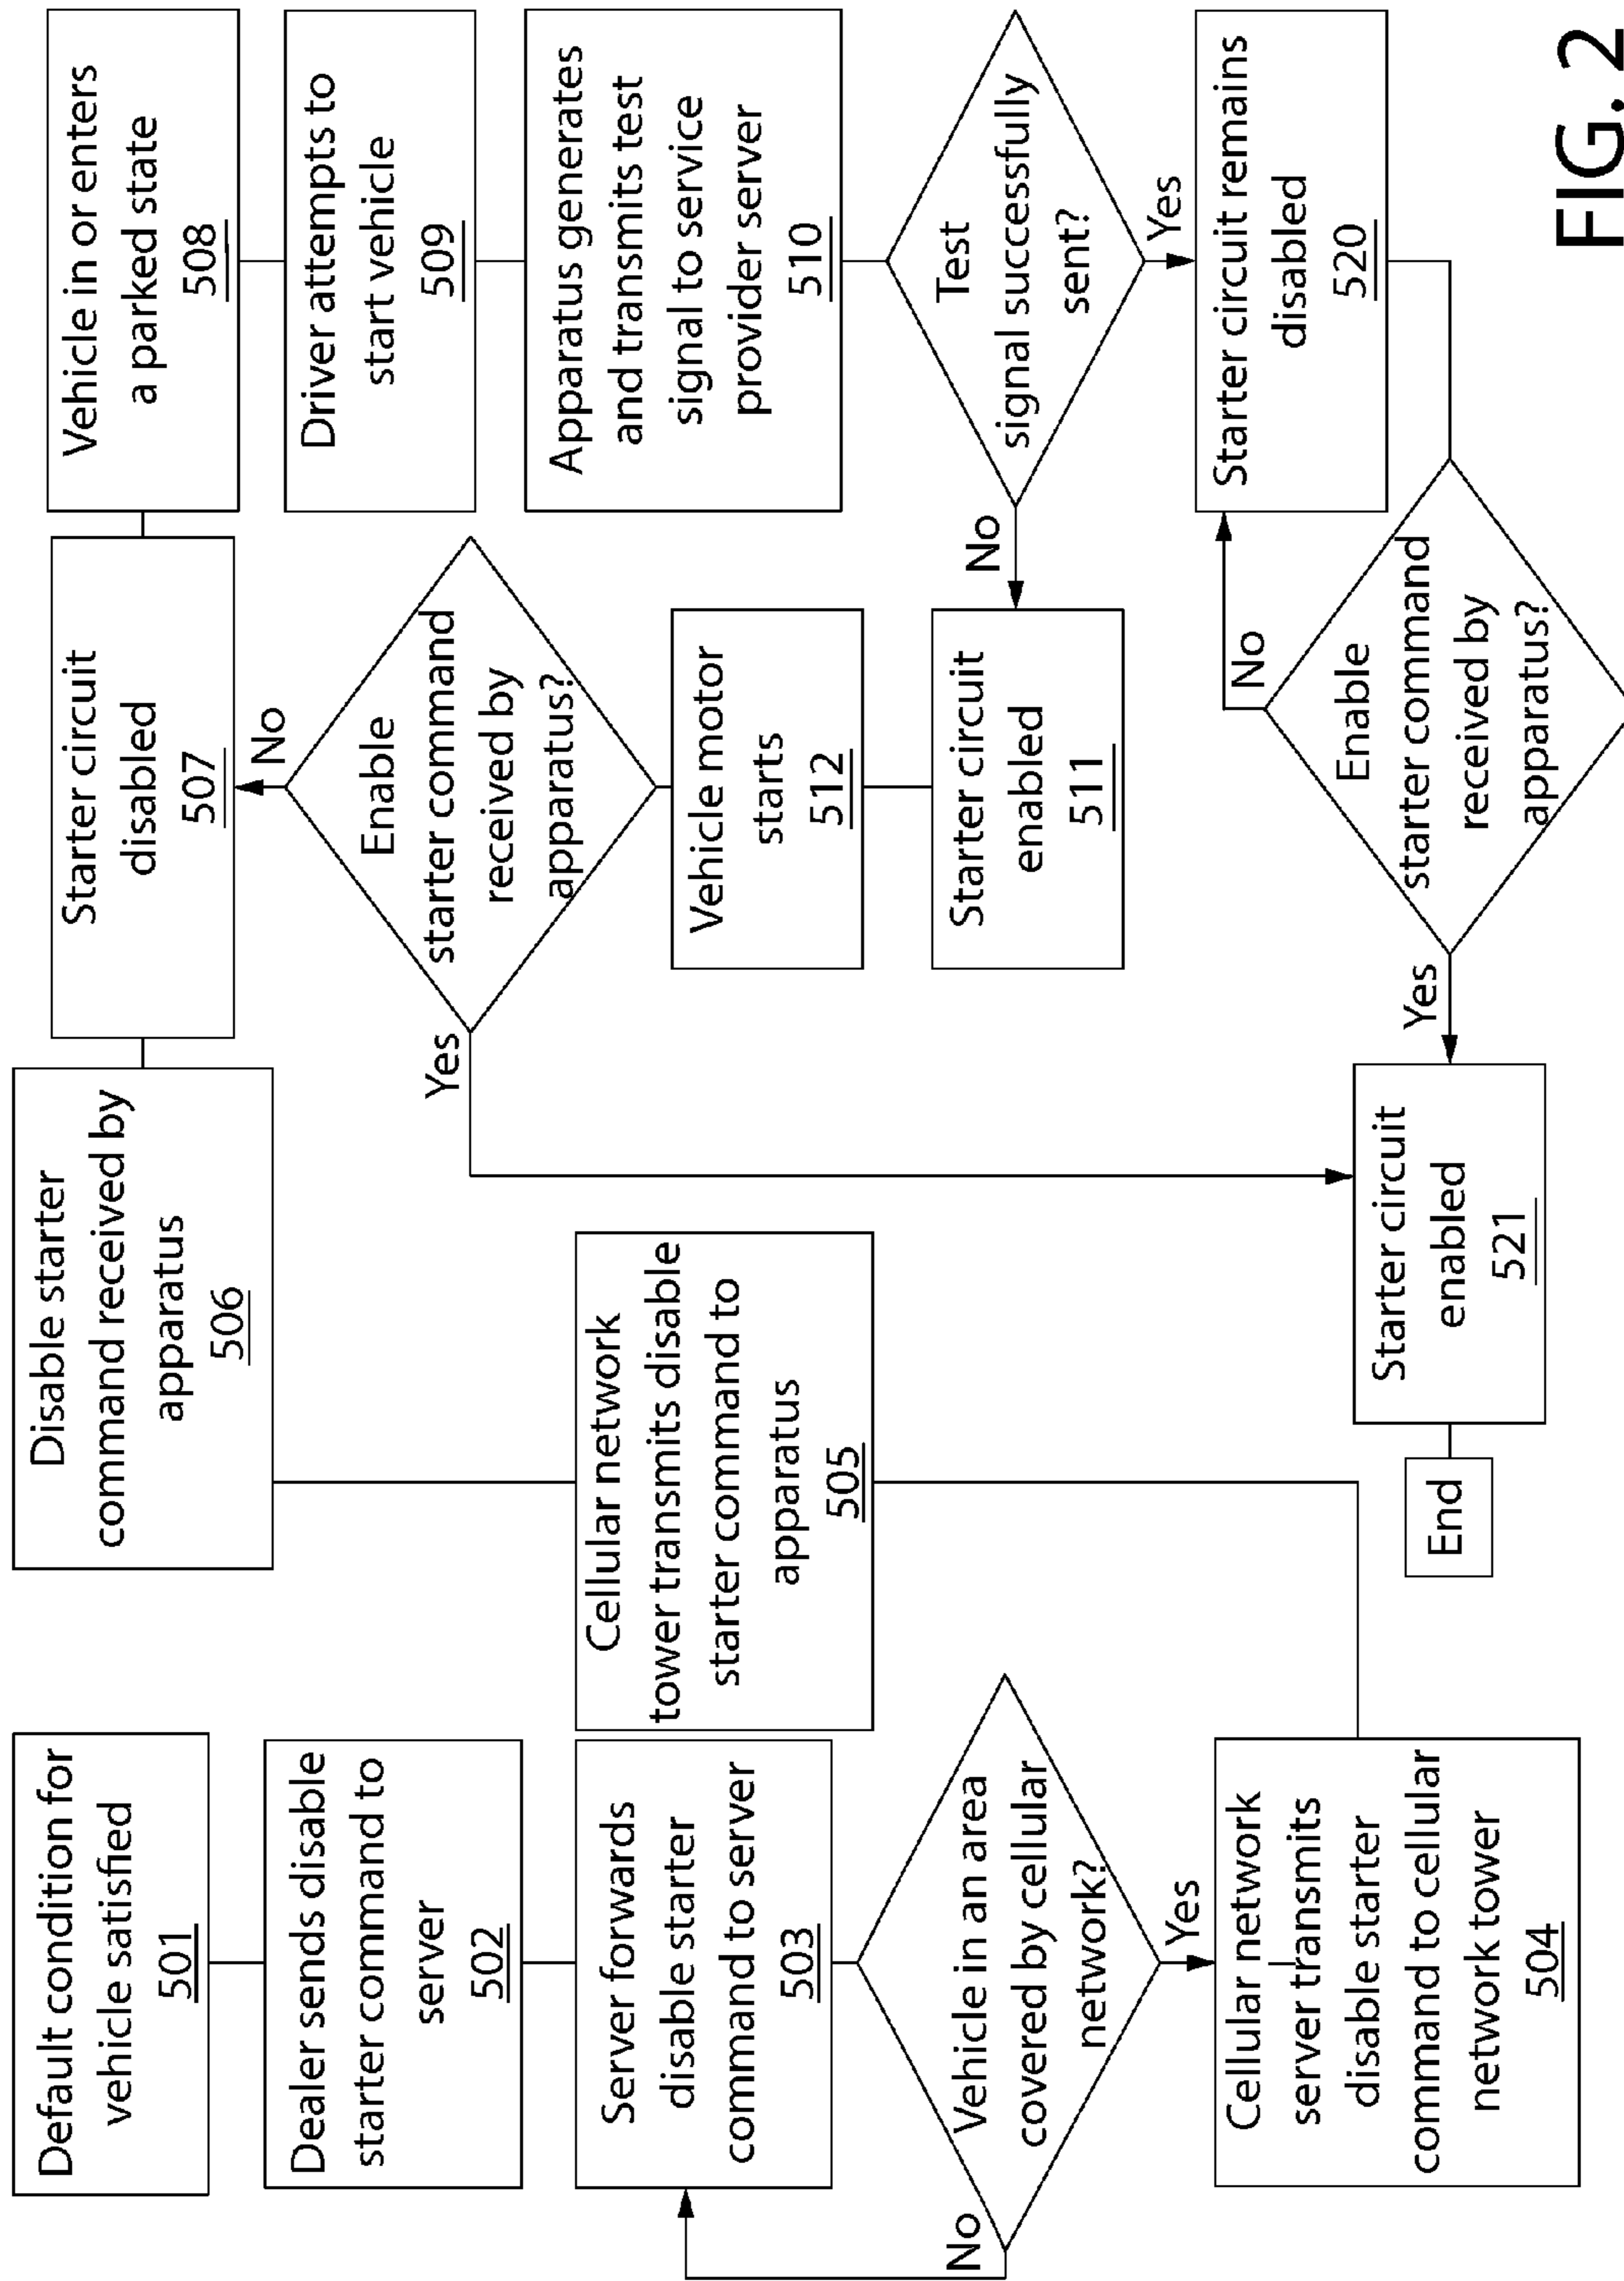 Default condition for
vehicle satisfied
501
Dealer sends disable
starter command to
server
502
Server forwards
disable starter
command to server
503
Vehicle in an area
covered by cellular
network?
No
Yes
Cellular network
server transmits
disable starter
command to cellular
network tower
504
Cellular network
tower transmits disable
starter command to
apparatus
505
Disable starter
command received by
apparatus
506
Starter circuit
disabled
507
No
Enable
starter command
received by
apparatus?
Yes
Vehicle motor
starts
512
Starter circuit
enabled
511
Vehicle in or enters
a parked state
508
Driver attempts to
start vehicle
509
Apparatus generates
and transmits test
signal to service
provider server
510
Test
signal successfully
sent?
No
Yes
Starter circuit remains
disabled
520
No
Enable
starter command
received by
apparatus?
Yes
Starter circuit
enabled
521
End
FIG. 2